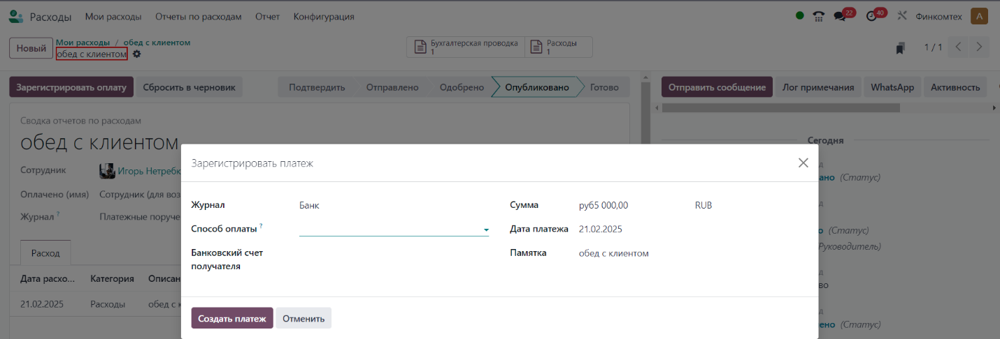 Расходы Мои расходы Отчеты по расходам Отчет Конфигурация 22 40 Финкомтех A
Новый Мои расходы / обед с клиентом
обед с клиентом
Бухгалтерская проводка 1 Расходы 1 1 / 1
Зарегистрировать оплату Сбросить в черновик Подтвердить Отправлено Одобрено Опубликовано Готово Отправить сообщение Лог примечания WhatsApp Активность
Сводка отчетов по расходам
обед с клиентом
Сегодня
Сотрудник Игорь Нетребк
Оплачено (имя) Сотрудник (для воз
Журнал ? Платежные поруче
Расход
Дата расхо... Категория Описан
21.02.2025 Расходы обед с к
Зарегистрировать платеж
Журнал Банк Сумма руб5 000,00 RUB
Способ оплаты ? Дата платежа 21.02.2025
Банковский счет получателя Памятка обед с клиентом
Создать платеж Отменить
д
ано (Статус)
д
о (Статус)
Руководитель)
д
во
д
ено (Статус)